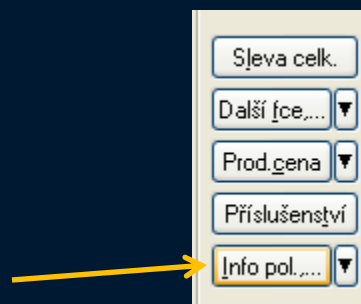 Sleva celk.
Další fce,...
Prod.cena
Příslušenství
Info pol.,...